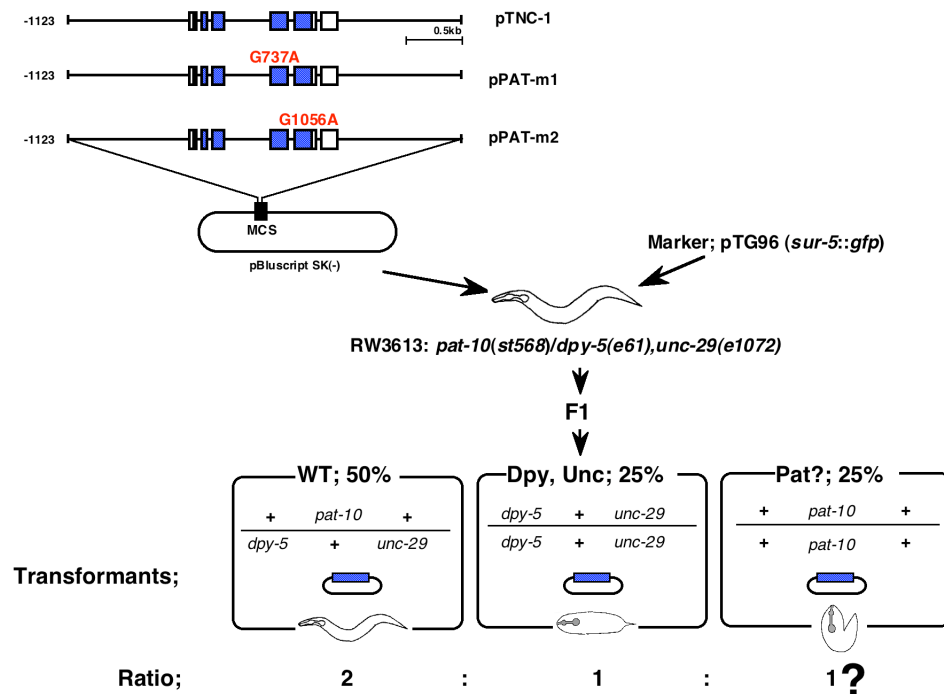 -1123 pTNC-1
0.5kb
G737A
-1123 pPAT-m1
G1056A
-1123 pPAT-m2
MCS
pBluscript SK(-)
Marker; pTG96 (sur-5::gfp)
RW3613: pat-10(st568)/dpy-5(e61),unc-29(e1072)
F1
WT; 50% Dpy, Unc; 25% Pat?; 25%
+ pat-10 + dpy-5 + unc-29 + pat-10 +
dpy-5 + unc-29 dpy-5 + unc-29 + pat-10 +
Transformants;
Ratio; 2 : 1 : 1?